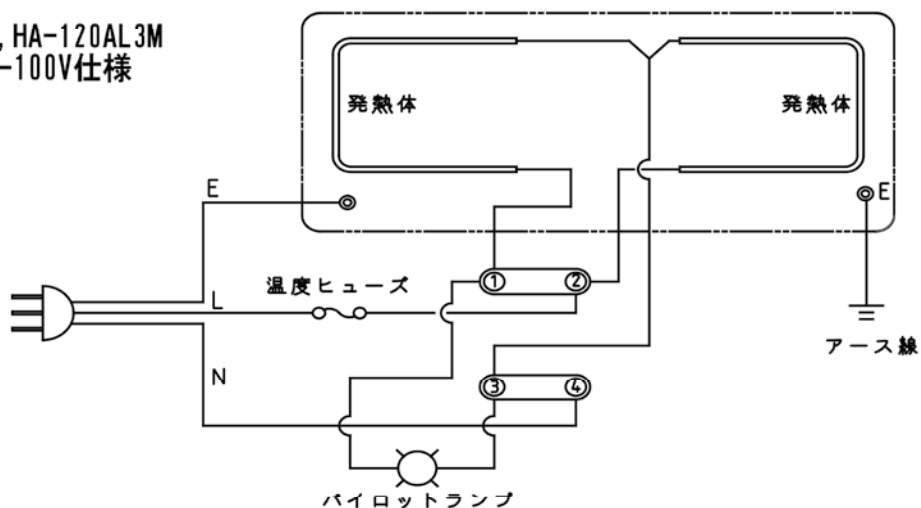 , HA-120AL3M
-100V仕様
発熱体
発熱体
E
E
温度ヒューズ
①
②
L
アース線
N
③
④
パイロットランプ